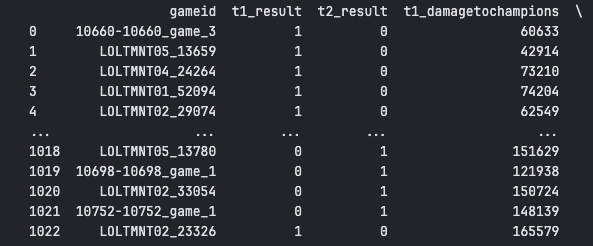 gameid t1_result t2_result t1_damagetochampions \
0 10660-10660_game_3 1 0 60633
1 LOLTMNT05_13659 1 0 42914
2 LOLTMNT04_24264 1 0 73210
3 LOLTMNT01_52094 1 0 74204
4 LOLTMNT02_29074 1 0 62549
... ... ... ... ...
1018 LOLTMNT05_13780 0 1 151629
1019 10698-10698_game_1 0 1 121938
1020 LOLTMNT02_33054 0 1 150724
1021 10752-10752_game_1 0 1 148139
1022 LOLTMNT02_23326 0 1 165579